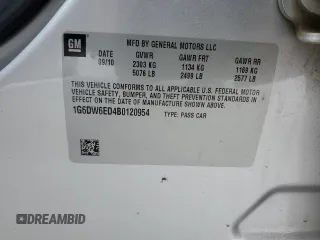 GM
MFD BY GENERAL MOTORS LLC
DATE GVWR GAWR FRT GAWR RR
09/10 2303 KG 1134 KG 1169 KG
5076 LB 2499 LB 2577 LB
THIS VEHICLE CONFORMS TO ALL APPLICABLE U.S. FEDERAL MOTOR
VEHICLE SAFETY, BUMPER, AND THEFT PREVENTION STANDARDS
IN EFFECT ON THE DATE OF MANUFACTURE SHOWN ABOVE.
1G6DW6ED4B0120954 TYPE: PASS CAR
DREAMBID